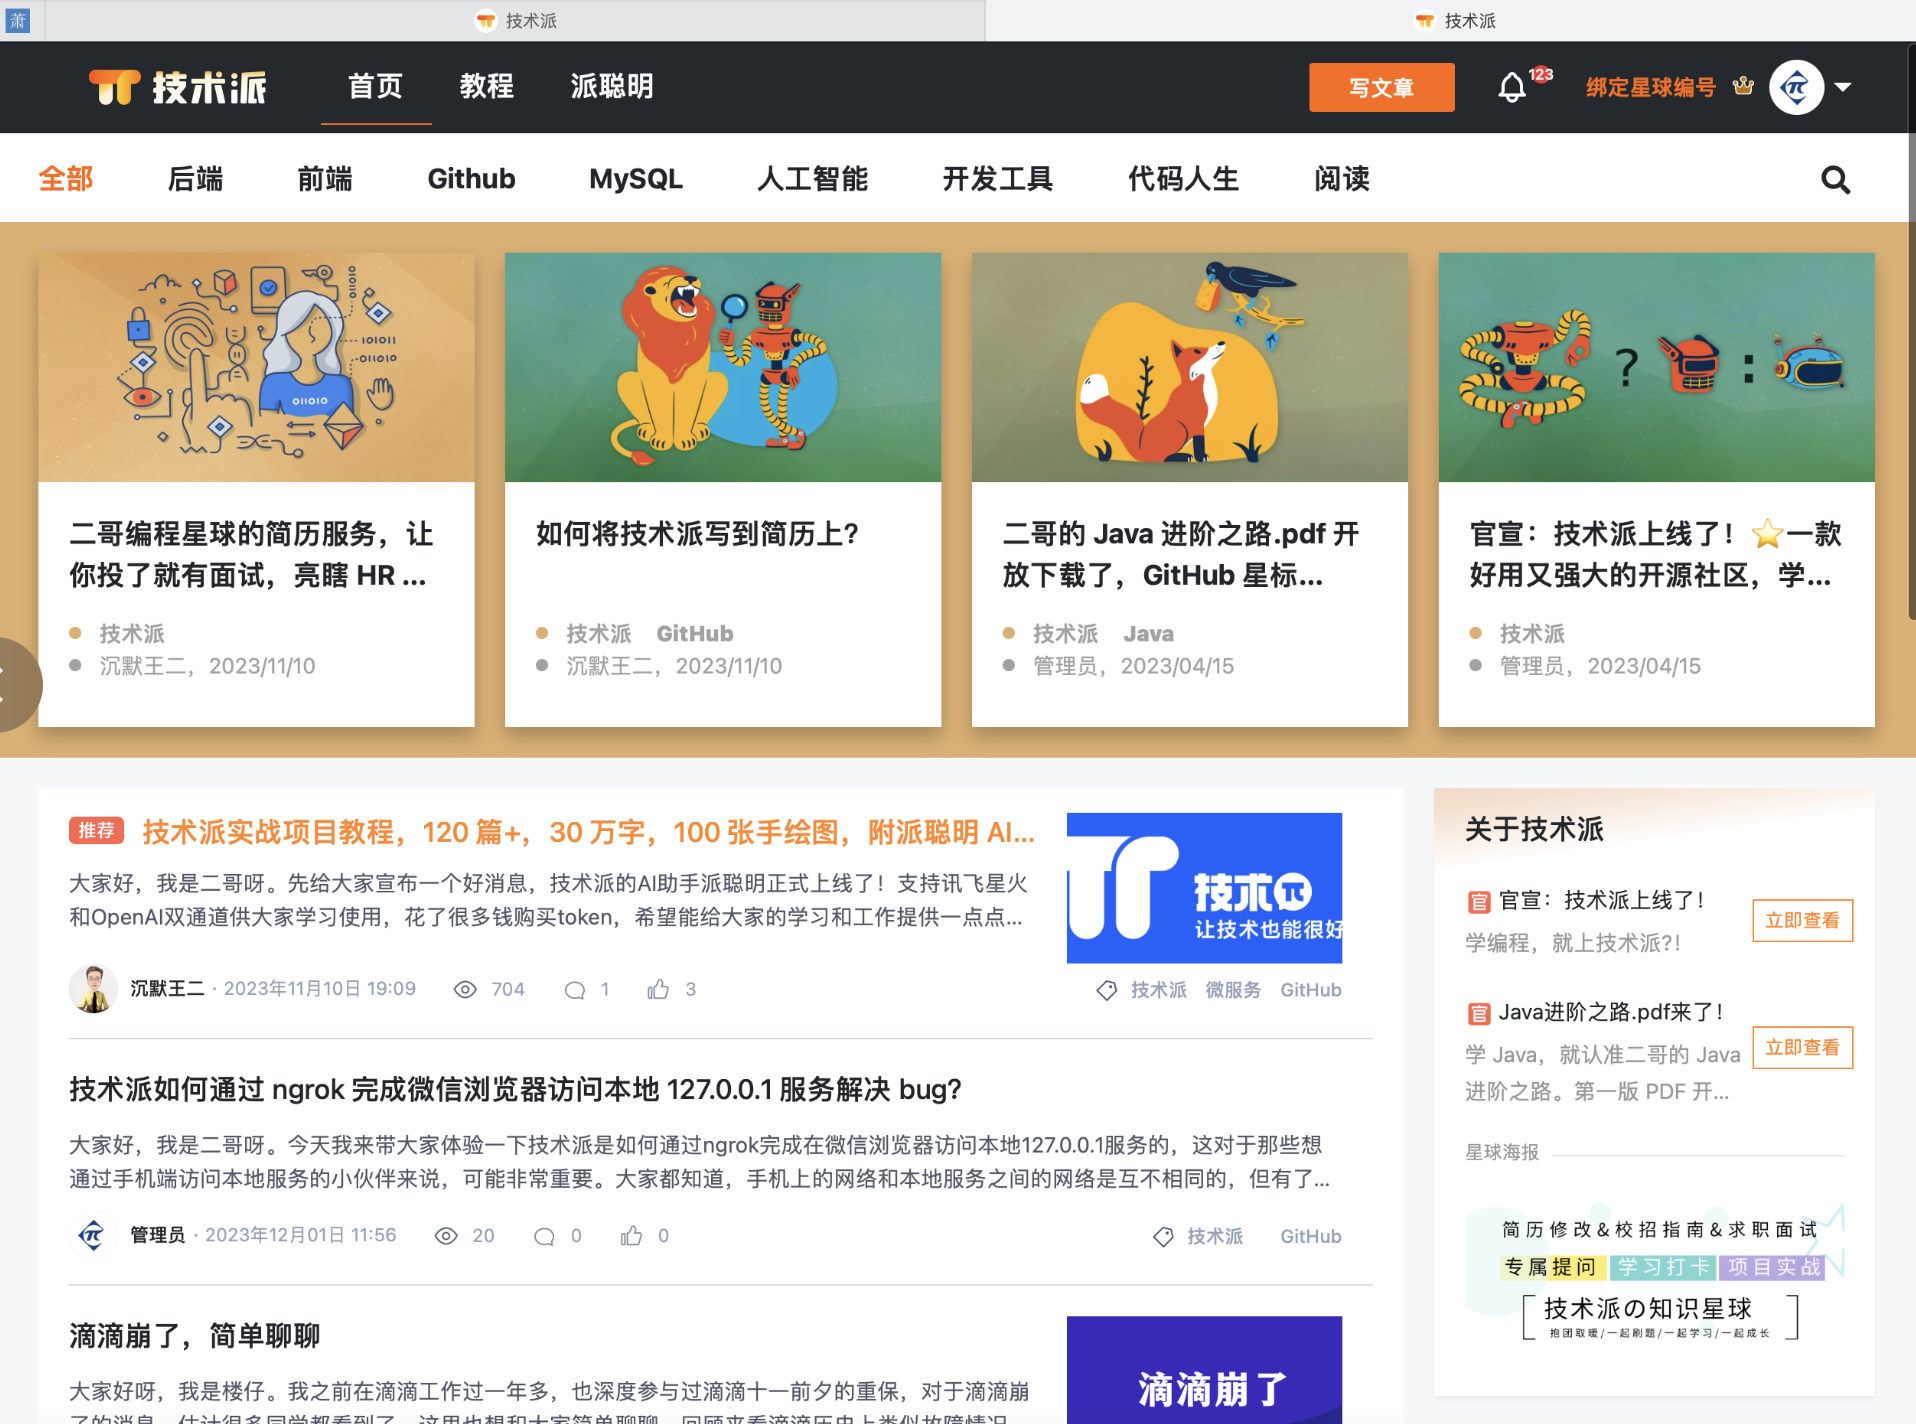 萧
技术派
技术派
技术派
首页
教程
派聪明
写文章
123
绑定星球编号
全部
后端
前端
Github
MySQL
人工智能
开发工具
代码人生
阅读
101011
011010
011010
? :
二哥编程星球的简历服务，让
你投了就有面试，亮瞎 HR ...
技术派
沉默王二，2023/11/10
如何将技术派写到简历上?
技术派 GitHub
沉默王二，2023/11/10
二哥的 Java 进阶之路.pdf 开
放下载了，GitHub 星标...
技术派 Java
管理员，2023/04/15
官宣：技术派上线了！⭐一款
好用又强大的开源社区，学...
技术派
管理员，2023/04/15
推荐 技术派实战项目教程，120 篇+，30 万字，100 张手绘图，附派聪明 AI...
大家好，我是二哥呀。先给大家宣布一个好消息，技术派的AI助手派聪明正式上线了！支持讯飞星火
和OpenAI双通道供大家学习使用，花了很多钱购买token，希望能给大家的学习和工作提供一点点...
技术
让技术也能很好
沉默王二 · 2023年11月10日 19:09 704 1 3
技术派 微服务 GitHub
技术派如何通过 ngrok 完成微信浏览器访问本地 127.0.0.1 服务解决 bug?
大家好，我是二哥呀。今天我来带大家体验一下技术派是如何通过ngrok完成在微信浏览器访问本地127.0.0.1服务的，这对于那些想
通过手机端访问本地服务的小伙伴来说，可能非常重要。大家都知道，手机上的网络和本地服务之间的网络是互不相同的，但有了...
管理员 · 2023年12月01日 11:56 20 0 0
技术派 GitHub
滴滴崩了，简单聊聊
大家好呀，我是楼仔。我之前在滴滴工作过一年多，也深度参与过滴滴十一前夕的重保，对于滴滴崩
滴滴崩了
关于技术派
官 官宣：技术派上线了！
学编程，就上技术派?！
立即查看
官 Java进阶之路.pdf来了！
学 Java，就认准二哥的 Java
进阶之路。第一版 PDF 开...
立即查看
星球海报
简历修改&校招指南&求职面试
专属提问 学习打卡 项目实战
技术派の知识星球
抱团取暖/一起刷题/一起学习/一起成长